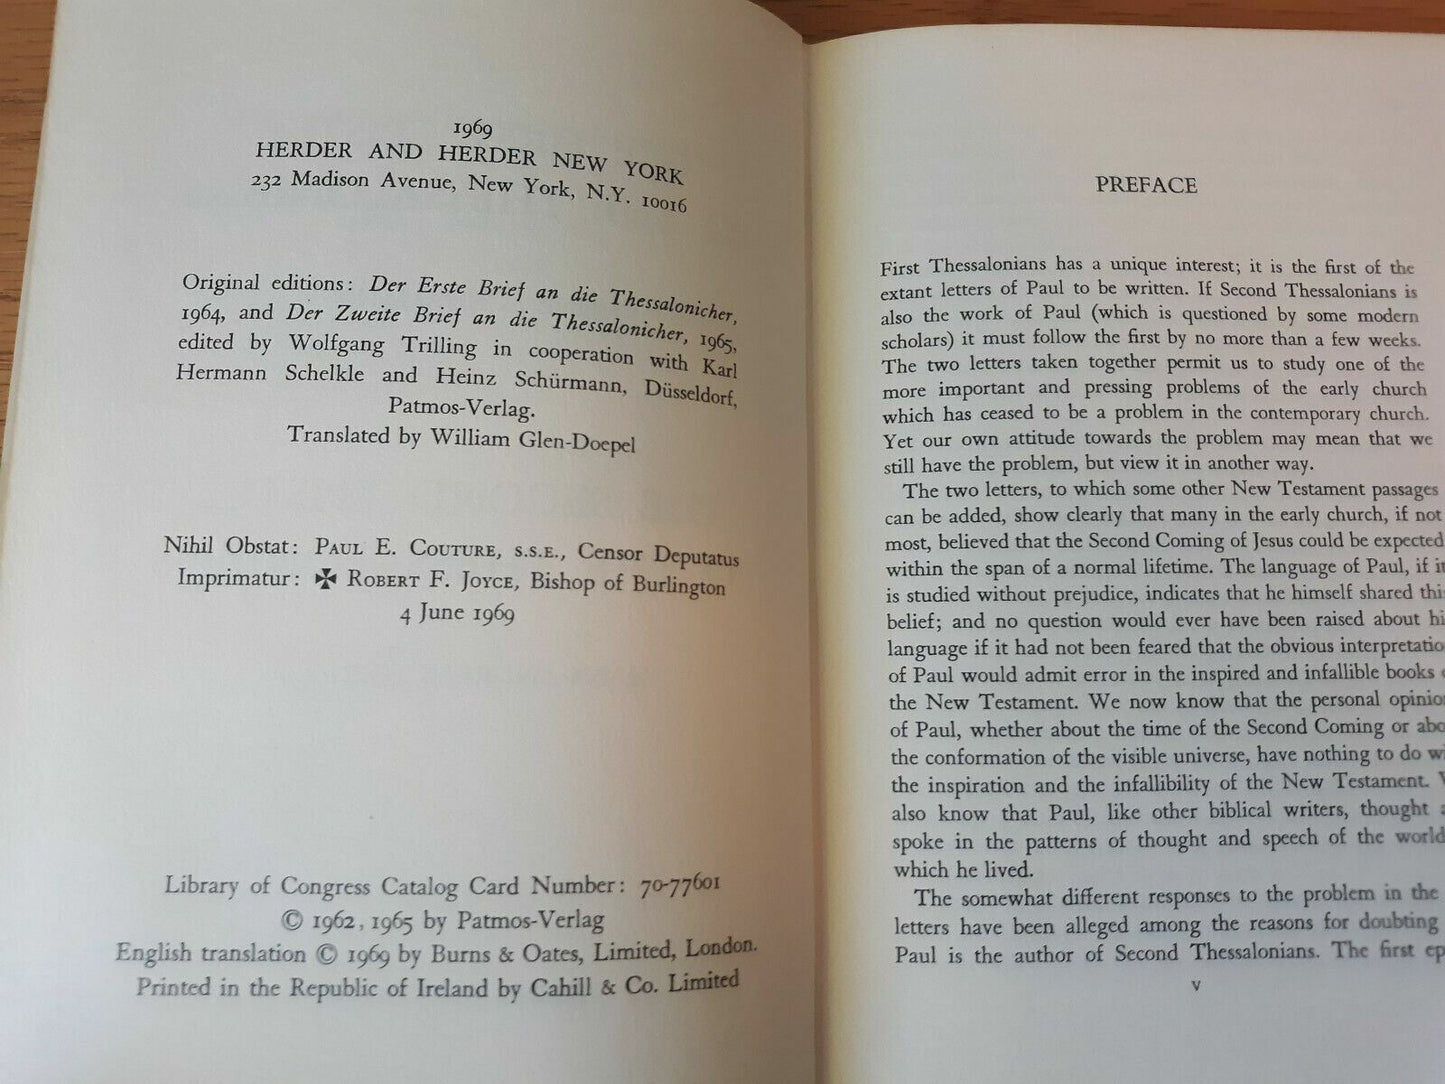 1969
HERDER AND HERDER NEW YORK
232 Madison Avenue, New York, N.Y. 10016
Original editions: Der Erste Brief an die Thessalonicher,
1964, and Der Zweite Brief an die Thessalonicher, 1965,
edited by Wolfgang Trilling in cooperation with Karl
Hermann Schelkle and Heinz Schürmann, Düsseldorf,
Patmos-Verlag.
Translated by William Glen-Doepel
Nihil Obstat: PAUL E. COUTURE, S.S.E., Censor Deputatus
Imprimatur: ✠ ROBERT F. JOYCE, Bishop of Burlington
4 June 1969
Library of Congress Catalog Card Number: 70-77601
© 1962, 1965 by Patmos-Verlag
English translation © 1969 by Burns & Oates, Limited, London.
Printed in the Republic of Ireland by Cahill & Co. Limited
PREFACE
First Thessalonians has a unique interest; it is the first of the
extant letters of Paul to be written. If Second Thessalonians is
also the work of Paul (which is questioned by some modern
scholars) it must follow the first by no more than a few weeks.
The two letters taken together permit us to study one of the
more important and pressing problems of the early church
which has ceased to be a problem in the contemporary church.
Yet our own attitude towards the problem may mean that we
still have the problem, but view it in another way.
The two letters, to which some other New Testament passages
can be added, show clearly that many in the early church, if not
most, believed that the Second Coming of Jesus could be expected
within the span of a normal lifetime. The language of Paul, if
is studied without prejudice, indicates that he himself shared
belief; and no question would ever have been raised about
language if it had not been feared that the obvious
of Paul would admit error in the inspired and infallible books
the New Testament. We now know that the personal
of Paul, whether about the time of the Second Coming or
the conformation of the visible universe, have nothing to do
the inspiration and the infallibility of the New Testament.
also know that Paul, like other biblical writers, thought
spoke in the patterns of thought and speech of the world
which he lived.
The somewhat different responses to the problem in the
letters have been alleged among the reasons for doubting
Paul is the author of Second Thessalonians. The first
v